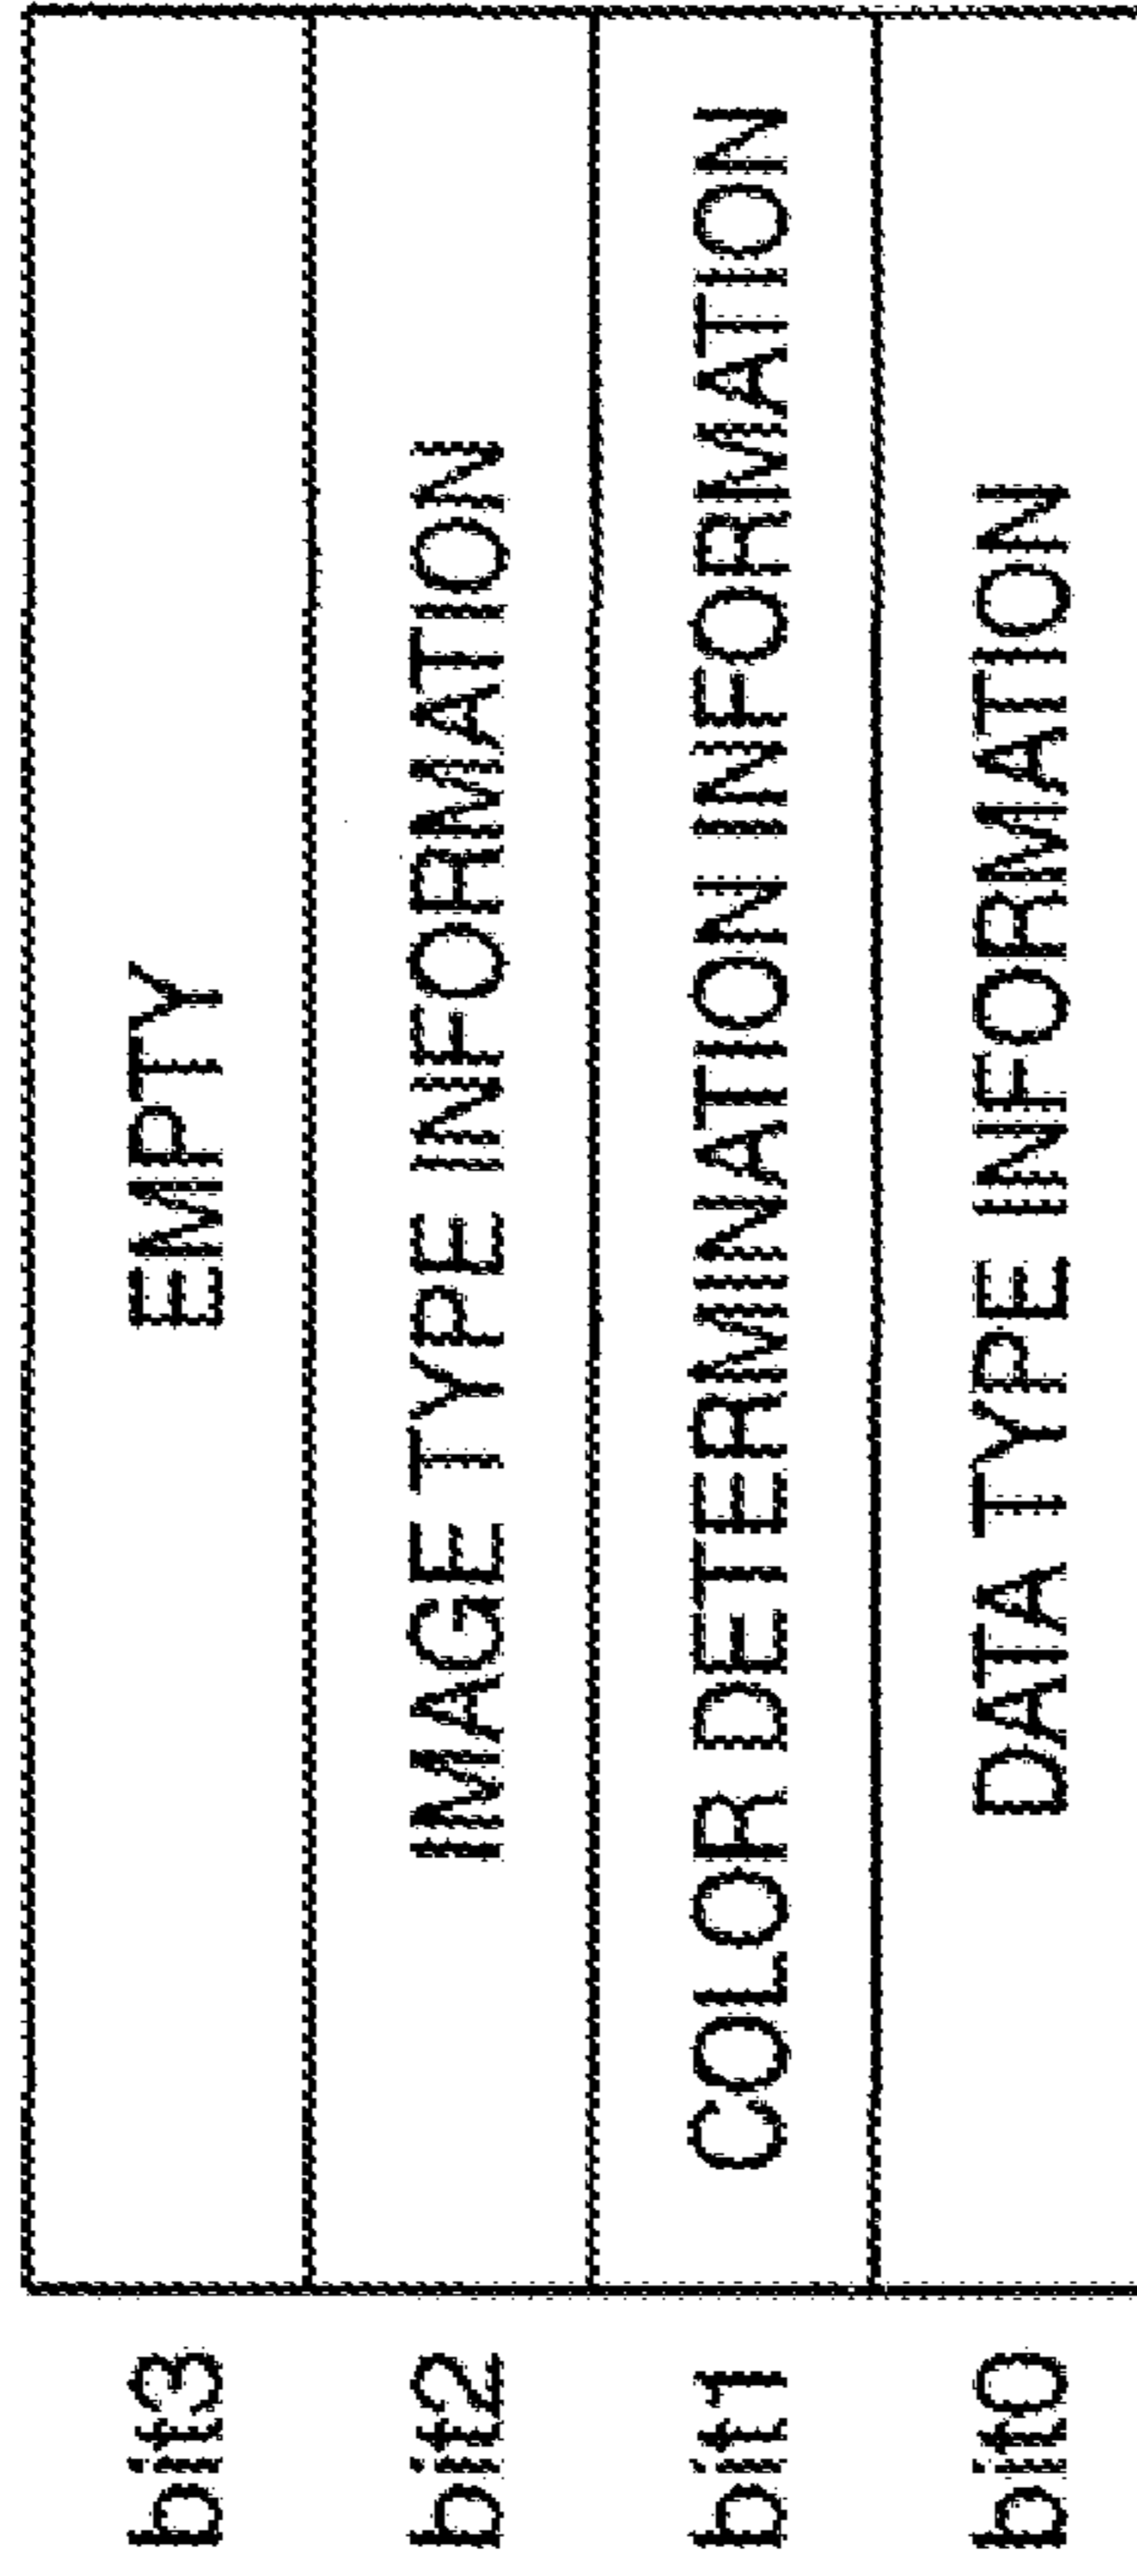 bit3 EMPTY
bit2 IMAGE TYPE INFORMATION
bit1 COLOR DETERMINATION INFORMATION
bit0 DATA TYPE INFORMATION